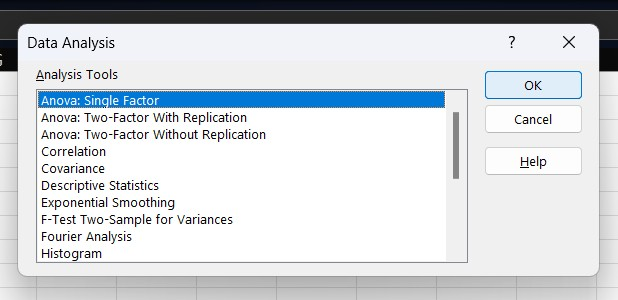 Data Analysis
?
Analysis Tools
Anova: Single Factor
Anova: Two-Factor With Replication
Anova: Two-Factor Without Replication
Correlation
Covariance
Descriptive Statistics
Exponential Smoothing
F-Test Two-Sample for Variances
Fourier Analysis
Histogram
OK
Cancel
Help